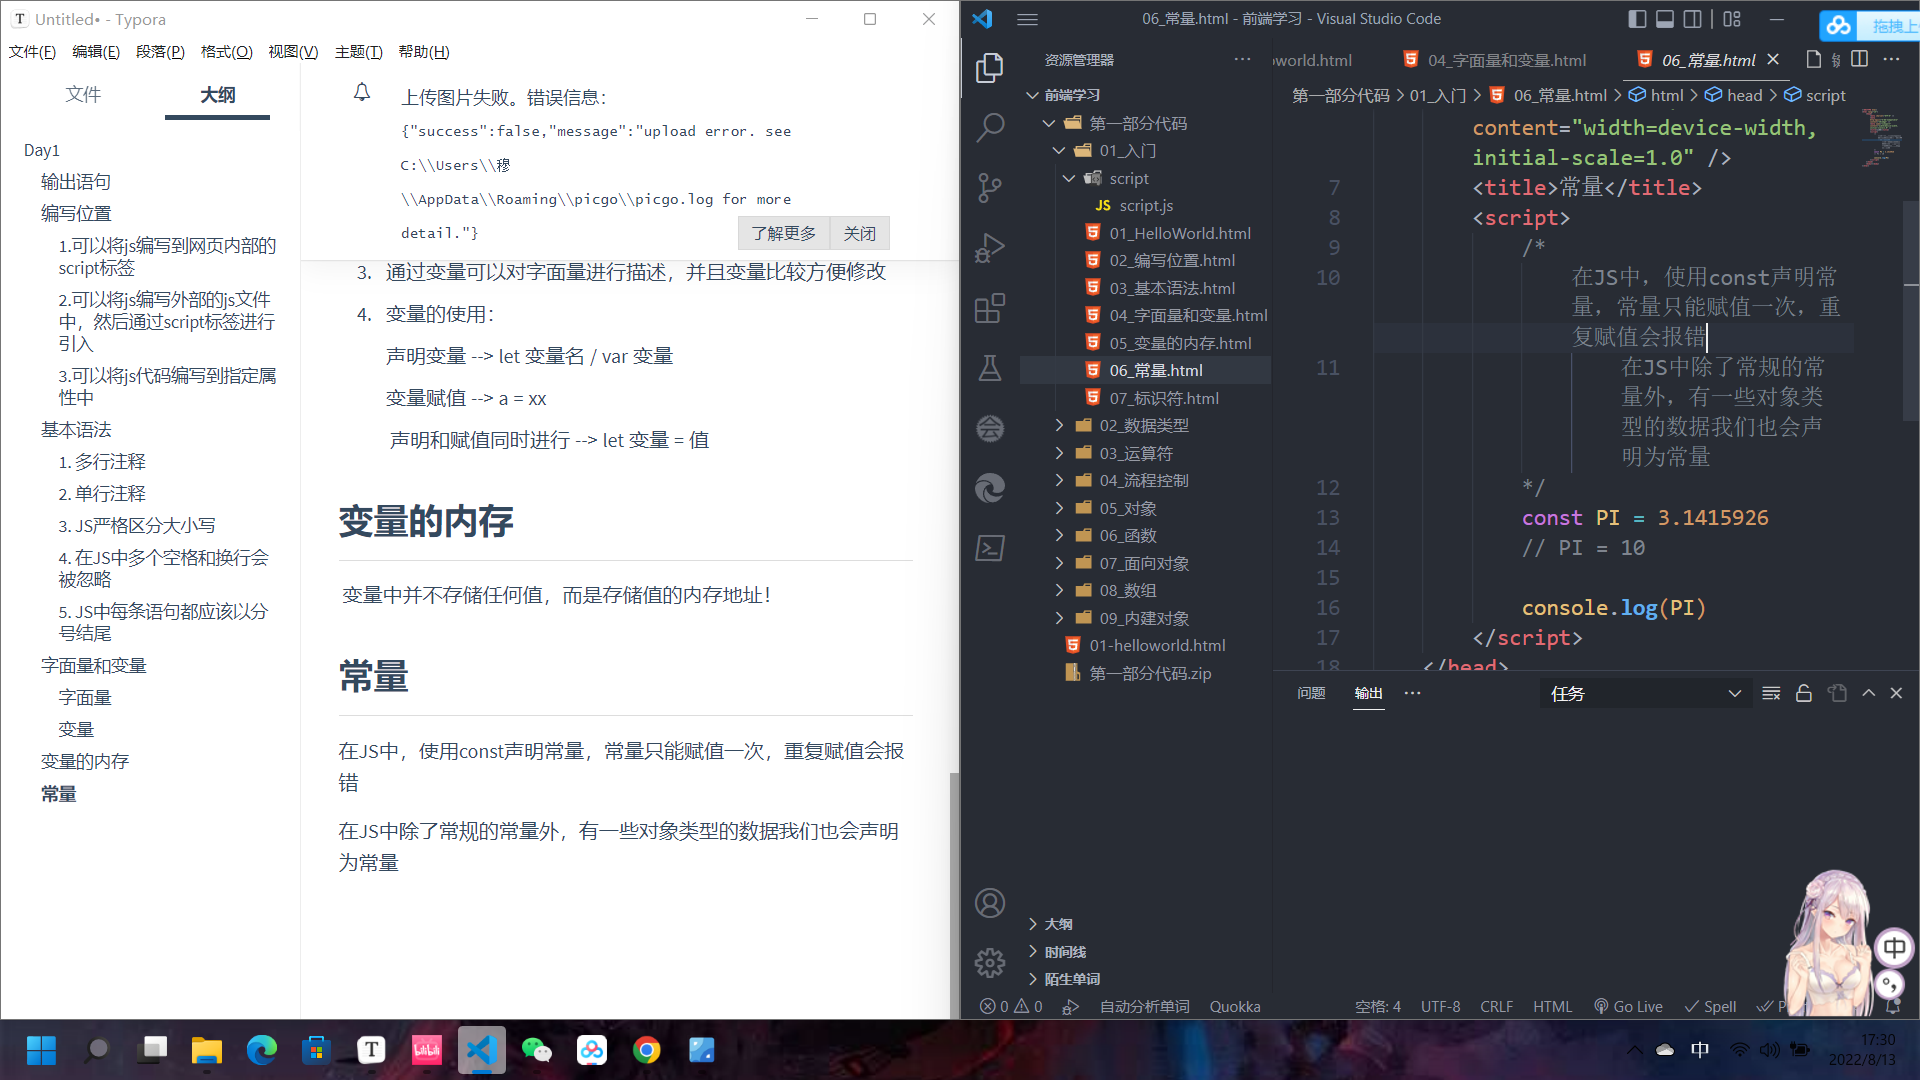 Untitled• - Typora
文件(F) 编辑(E) 段落(P) 格式(O) 视图(V) 主题(T) 帮助(H)
文件 大纲
Day1
输出语句
编写位置
1.可以将js编写到网页内部的
script标签
2.可以将js编写外部的js文件
中，然后通过script标签进行
引入
3.可以将js代码编写到指定属
性中
基本语法
1. 多行注释
2. 单行注释
3. JS严格区分大小写
4. 在JS中多个空格和换行会
被忽略
5. JS中每条语句都应该以分
号结尾
字面量和变量
字面量
变量
变量的内存
常量
上传图片失败。错误信息：
{"success":false,"message":"upload error. see
C:\\Users\\穆
\\AppData\\Roaming\\picgo\\picgo.log for more
detail."}
了解更多 关闭
3. 通过变量可以对字面量进行描述，并且变量比较方便修改
4. 变量的使用：
声明变量 --> let 变量名 / var 变量
变量赋值 --> a = xx
声明和赋值同时进行 --> let 变量 = 值
变量的内存
变量中并不存储任何值，而是存储值的内存地址！
常量
在JS中，使用const声明常量，常量只能赋值一次，重复赋值会报
错
在JS中除了常规的常量外，有一些对象类型的数据我们也会声明
为常量
06_常量.html - 前端学习 - Visual Studio Code
拖拽上
资源管理器
前端学习
第一部分代码
01_入门
script
JS script.js
01_HelloWorld.html
02_编写位置.html
03_基本语法.html
04_字面量和变量.html
05_变量的内存.html
06_常量.html
07_标识符.html
02_数据类型
03_运算符
04_流程控制
05_对象
06_函数
07_面向对象
08_数组
09_内建对象
01-helloworld.html
第一部分代码.zip
大纲
时间线
陌生单词
world.html 04_字面量和变量.html 06_常量.html
第一部分代码 > 01_入门 > 06_常量.html > html > head > script
content="width=device-width,
initial-scale=1.0" />
7 <title>常量</title>
8 <script>
9 /*
10 在JS中，使用const声明常
量，常量只能赋值一次，重
复赋值会报错
11 在JS中除了常规的常
量外，有一些对象类
型的数据我们也会声
明为常量
12 */
13 const PI = 3.1415926
14 // PI = 10
15
16 console.log(PI)
17 </script>
18 </head>
问题 输出 任务
会
中
0 0 自动分析单词 Quokka 空格: 4 UTF-8 CRLF HTML Go Live Spell
T bilibili 中 17:30
2022/8/13